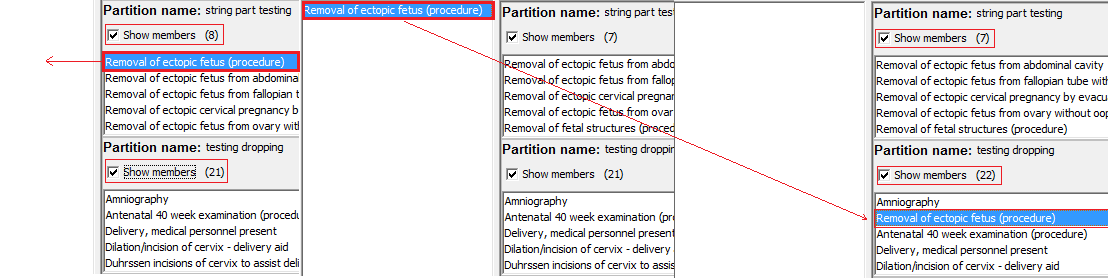 Partition name: string part testing
Show members (8)
Removal of ectopic fetus (procedure)
Removal of ectopic fetus from abdomina
Removal of ectopic fetus from fallopian t
Removal of ectopic cervical pregnancy b
Removal of ectopic fetus from ovary wit
Partition name: testing dropping
Show members (21)
Amniography
Antenatal 40 week examination (procedu
Delivery, medical personnel present
Dilation/incision of cervix - delivery aid
Duhrssen incisions of cervix to assist deli
Removal of ectopic fetus (procedure)
Partition name: string part testing
Show members (7)
Removal of ectopic fetus from abdo
Removal of ectopic fetus from fallop
Removal of ectopic cervical pregnan
Removal of ectopic fetus from ovar
Removal of fetal structures (proced
Partition name: testing dropping
Show members (21)
Amniography
Antenatal 40 week examination (pro
Delivery, medical personnel present
Dilation/incision of cervix - delivery
Duhrssen incisions of cervix to assis
Partition name: string part testing
Show members (7)
Removal of ectopic fetus from abdominal cavity
Removal of ectopic fetus from fallopian tube with
Removal of ectopic cervical pregnancy by evacu
Removal of ectopic fetus from ovary without oop
Removal of fetal structures (procedure)
Partition name: testing dropping
Show members (22)
Amniography
Removal of ectopic fetus (procedure)
Antenatal 40 week examination (procedure)
Delivery, medical personnel present
Dilation/incision of cervix - delivery aid